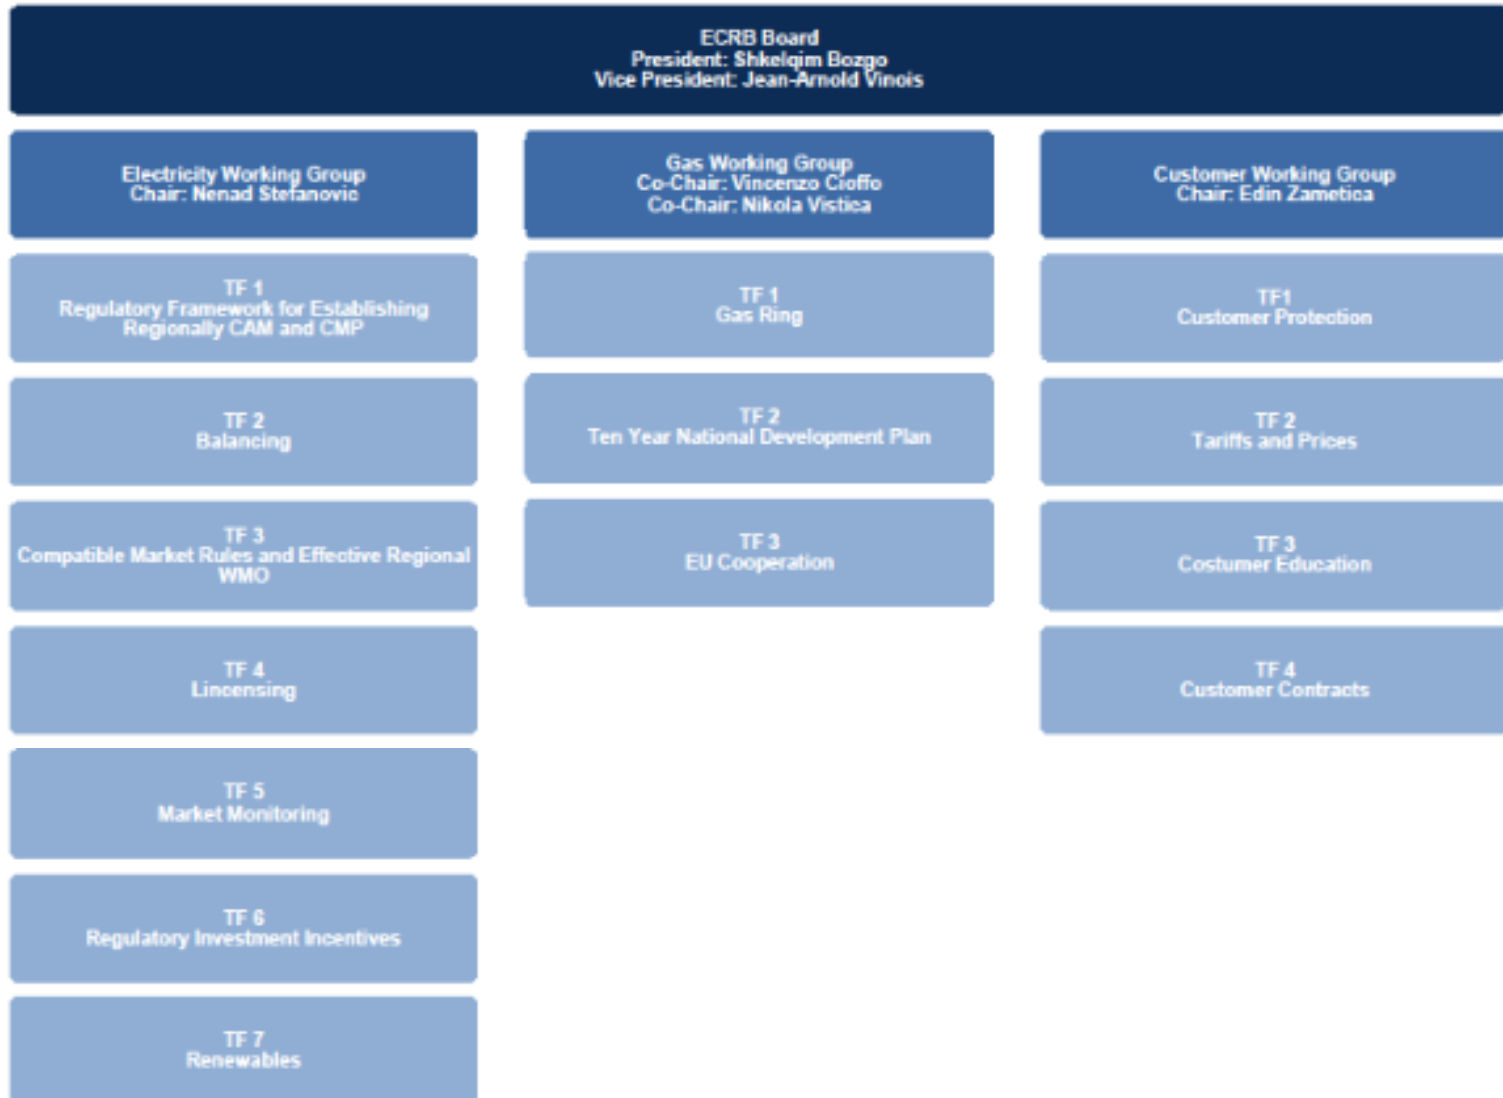 ECRB Board
President: Shkelqim Bozgo
Vice President: Jean-Arnold Vinois
Electricity Working Group
Chair: Nenad Stefanovic
TF 1
Regulatory Framework for Establishing
Regionally CAM and CMP
TF 2
Balancing
TF 3
Compatible Market Rules and Effective Regional
WMO
TF 4
Lincensing
TF 5
Market Monitoring
TF 6
Regulatory Investment Incentives
TF 7
Renewables
Gas Working Group
Co-Chair: Vincenzo Cioffo
Co-Chair: Nikola Vistica
TF 1
Gas Ring
TF 2
Ten Year National Development Plan
TF 3
EU Cooperation
Customer Working Group
Chair: Edin Zametica
TF1
Customer Protection
TF 2
Tariffs and Prices
TF 3
Costumer Education
TF 4
Customer Contracts